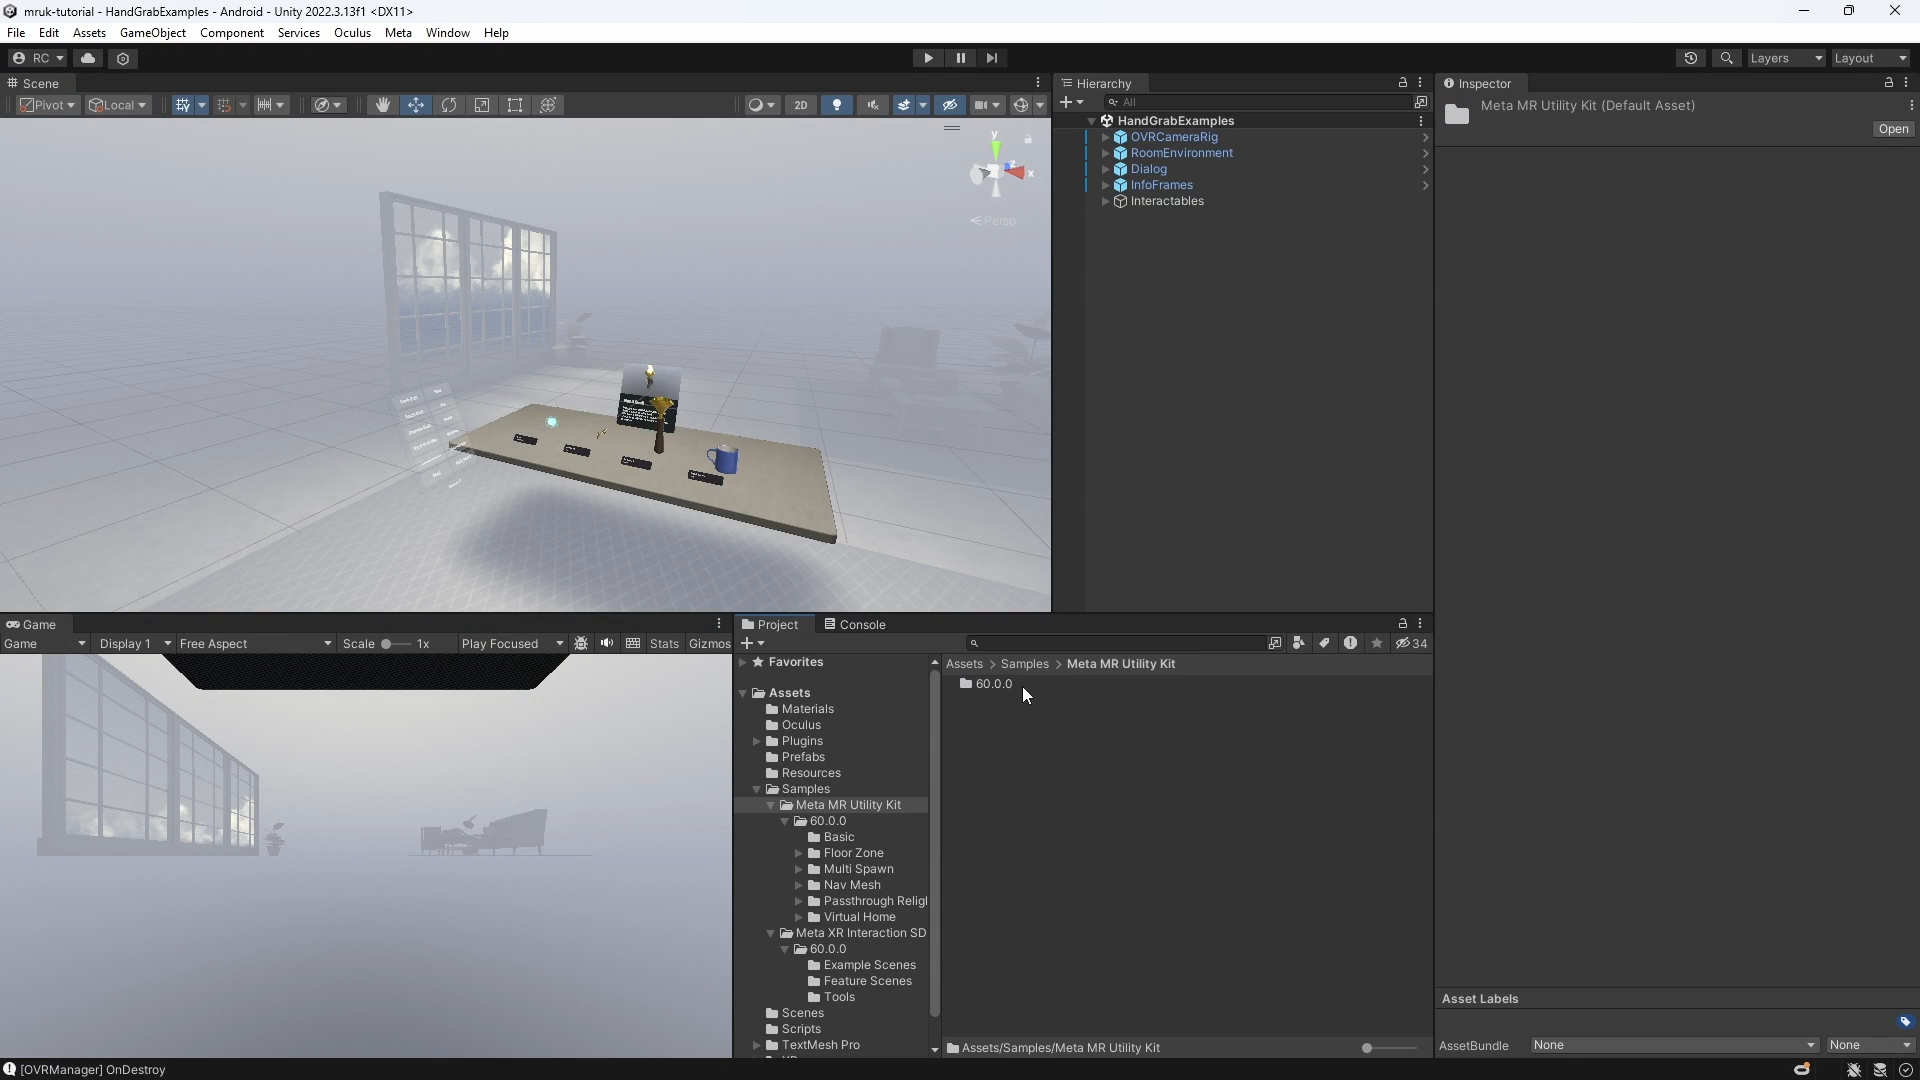 mruk-tutorial - HandGrabExamples - Android - Unity 2022.3.13f1 <DX11>
File Edit Assets GameObject Component Services Oculus Meta Window Help
RC
Layers
Layout
Scene
Pivot
Local
2D
y
x
z
Persp
Hierarchy
All
HandGrabExamples
OVRCameraRig
RoomEnvironment
Dialog
InfoFrames
Interactables
Inspector
Meta MR Utility Kit (Default Asset)
Open
Game
Game Display 1 Free Aspect Scale 1x Play Focused Stats Gizmos
Project
Console
34
Favorites
Assets
Materials
Oculus
Plugins
Prefabs
Resources
Samples
Meta MR Utility Kit
60.0.0
Basic
Floor Zone
Multi Spawn
Nav Mesh
Passthrough Religl
Virtual Home
Meta XR Interaction SD
60.0.0
Example Scenes
Feature Scenes
Tools
Scenes
Scripts
TextMesh Pro
Assets > Samples > Meta MR Utility Kit
60.0.0
Assets/Samples/Meta MR Utility Kit
Asset Labels
AssetBundle None None
[OVRManager] OnDestroy